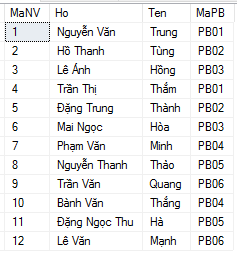 MaNV Ho Ten MaPB
1 Nguyễn Văn Trung PB01
2 Hồ Thanh Tùng PB02
3 Lê Ánh Hồng PB03
4 Trần Thị Thắm PB01
5 Đặng Trung Thành PB02
6 Mai Ngọc Hòa PB03
7 Phạm Văn Minh PB04
8 Nguyễn Thanh Thảo PB05
9 Trần Văn Quang PB06
10 Bành Văn Thắng PB04
11 Đặng Ngọc Thu Hà PB05
12 Lê Văn Mạnh PB06